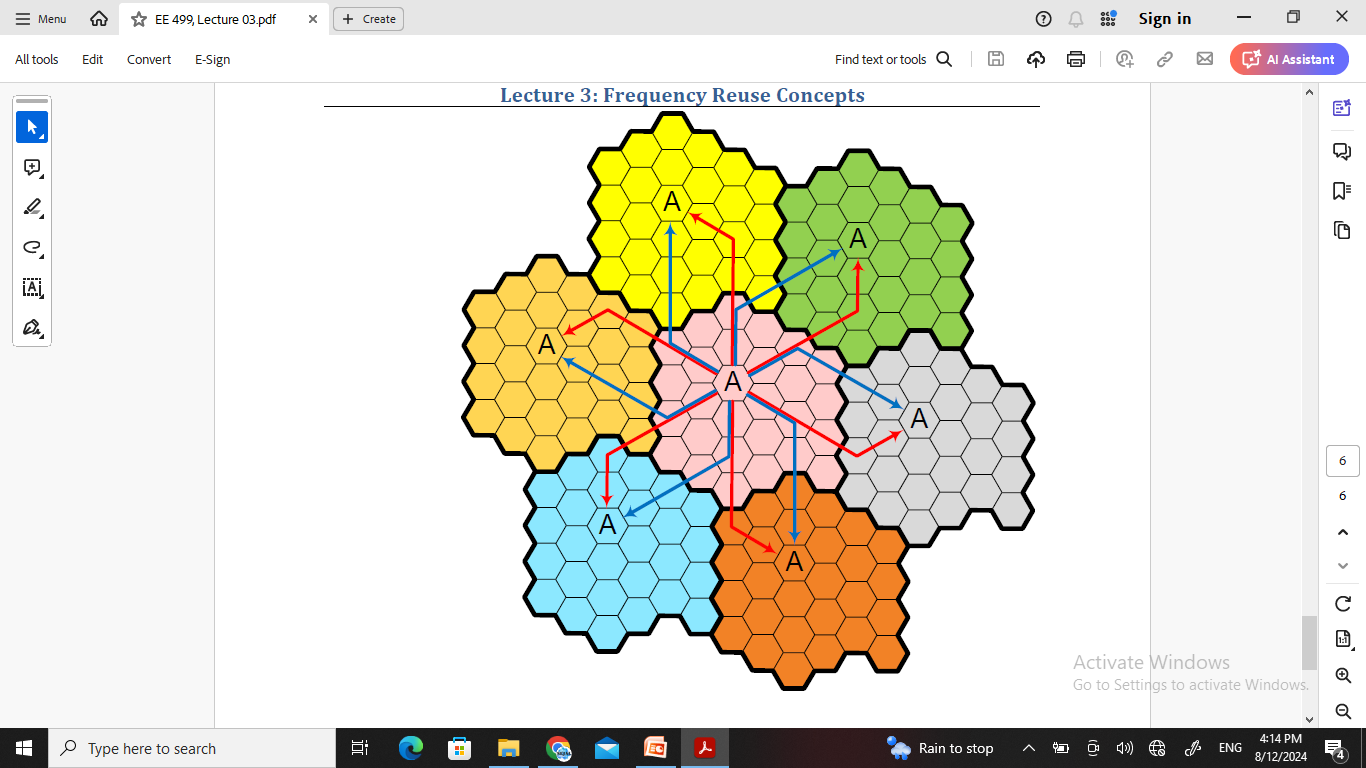 Menu
EE 499, Lecture 03.pdf
Create
Sign in
All tools
Edit
Convert
E-Sign
Find text or tools
AI Assistant
Lecture 3: Frequency Reuse Concepts
A
A
A
A
A
A
A
A
6
6
1:1
Activate Windows
Go to Settings to activate Windows.
Type here to search
Rain to stop
ENG
4:14 PM
8/12/2024
4